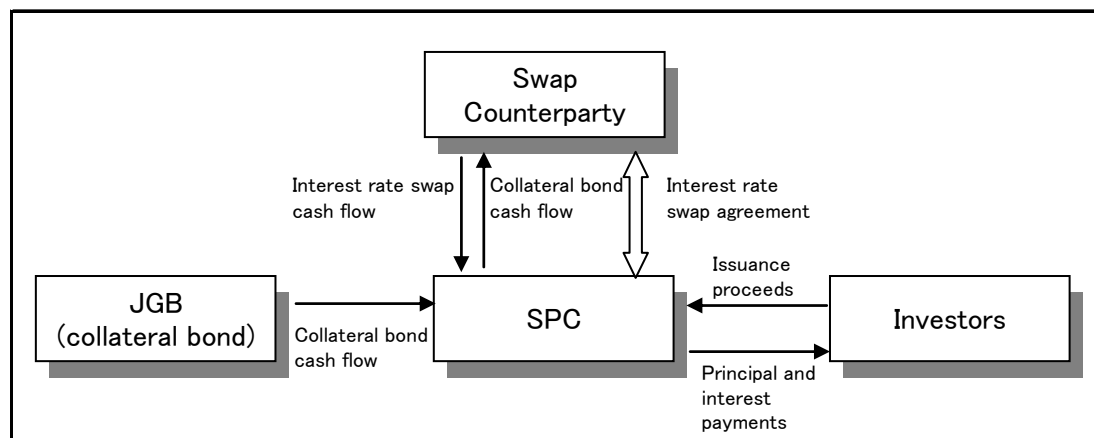 Swap
Counterparty
Interest rate swap
cash flow
Collateral bond
cash flow
Interest rate
swap agreement
JGB
(collateral bond)
Collateral bond
cash flow
SPC
Issuance
proceeds
Principal and
interest
payments
Investors